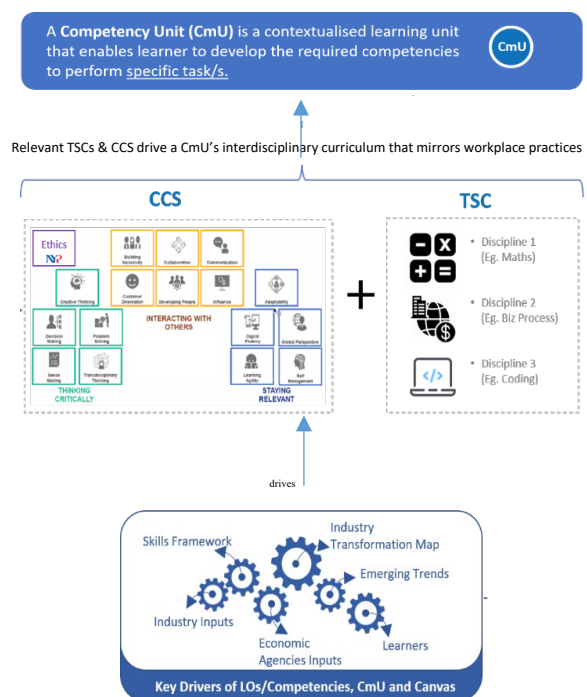 A Competency Unit (CmU) is a contextualised learning unit
that enables learner to develop the required competencies
to perform specific task/s.
CmU
Relevant TSCs & CCS drive a CmU's interdisciplinary curriculum that mirrors workplace practices
CCS
TSC
Ethics
NYP
Building
Inclusivity
Collaboration
Communication
Creative Thinking
Customer
Orientation
Developing People
Influence
Adaptability
INTERACTING WITH
OTHERS
Decision
Making
Problem
Solving
Digital
Fluency
Global Perspective
Sense
Making
Transdisciplinary
Thinking
Learning
Agility
Self
Management
THINKING
CRITICALLY
STAYING
RELEVANT
+
• Discipline 1
(Eg. Maths)
• Discipline 2
(Eg. Biz Process)
• Discipline 3
(Eg. Coding)
drives
Industry
Transformation Map
Skills Framework
Emerging Trends
Industry Inputs
Economic
Agencies Inputs
Learners
Key Drivers of LOs/Competencies, CmU and Canvas